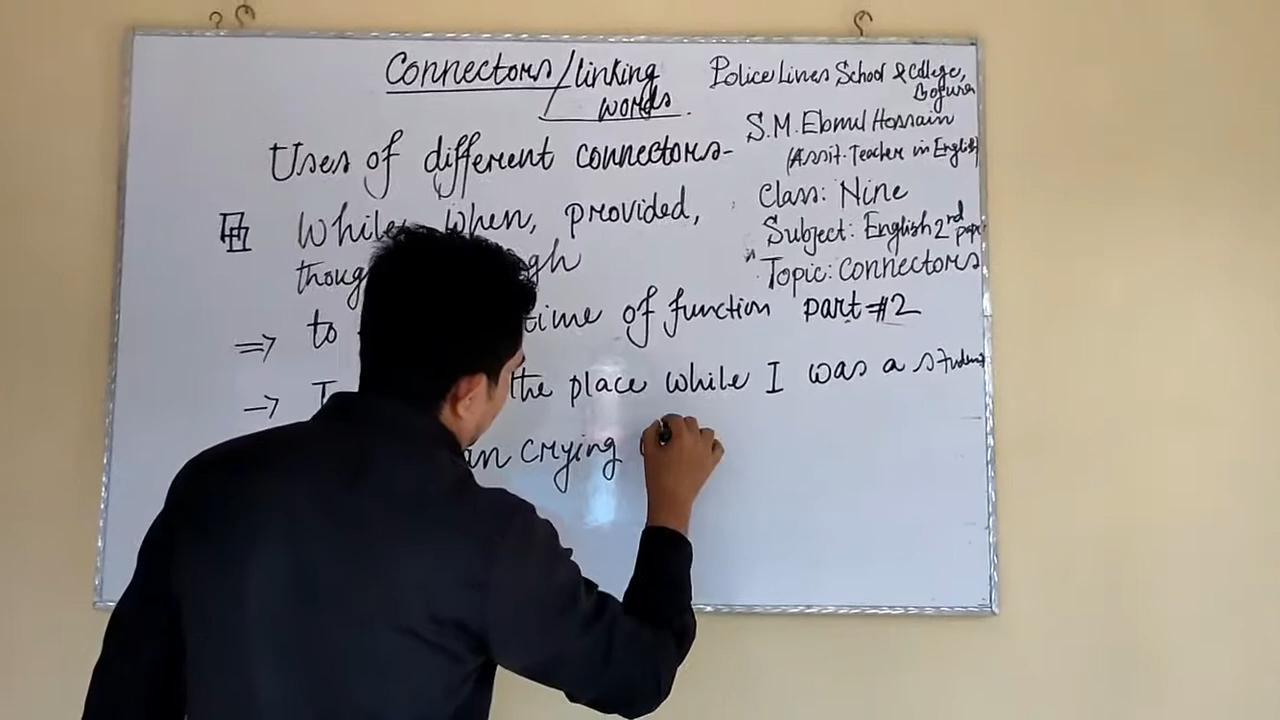 Connectors/linking
words.
Uses of different connectors-
While, when, provided,
=> to time of function
-> the place while I was a student
crying
Police Lines School & College,
Bogura
S.M. Ebnul Hossain
(Assit. Teacher in English)
Class: Nine
Subject: English 2nd paper
Topic: Connectors
part #2